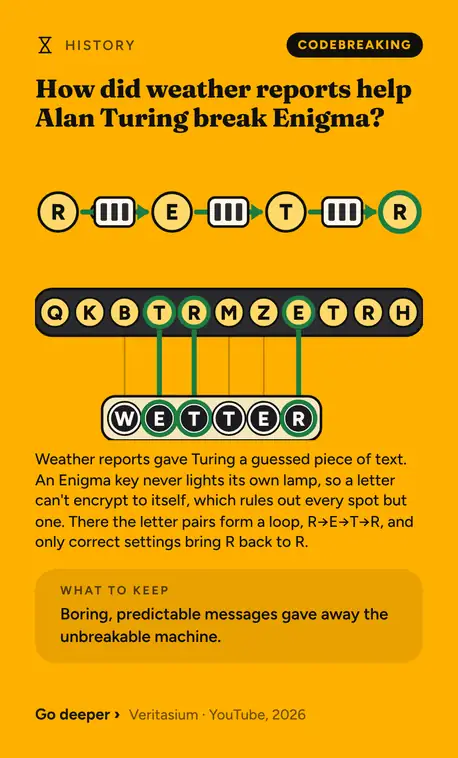 HISTORY
CODEBREAKING
How did weather reports help
Alan Turing break Enigma?
R E T R
Q K B T R M Z E T R H
W E T T E R
Weather reports gave Turing a guessed piece of text.
An Enigma key never lights its own lamp, so a letter
can't encrypt to itself, which rules out every spot but
one. There the letter pairs form a loop, R→E→T→R, and
only correct settings bring R back to R.
WHAT TO KEEP
Boring, predictable messages gave away the
unbreakable machine.
Go deeper › Veritasium · YouTube, 2026